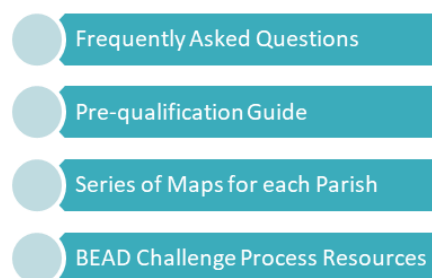 Frequently Asked Questions
Pre-qualification Guide
Series of Maps for each Parish
BEAD Challenge Process Resources